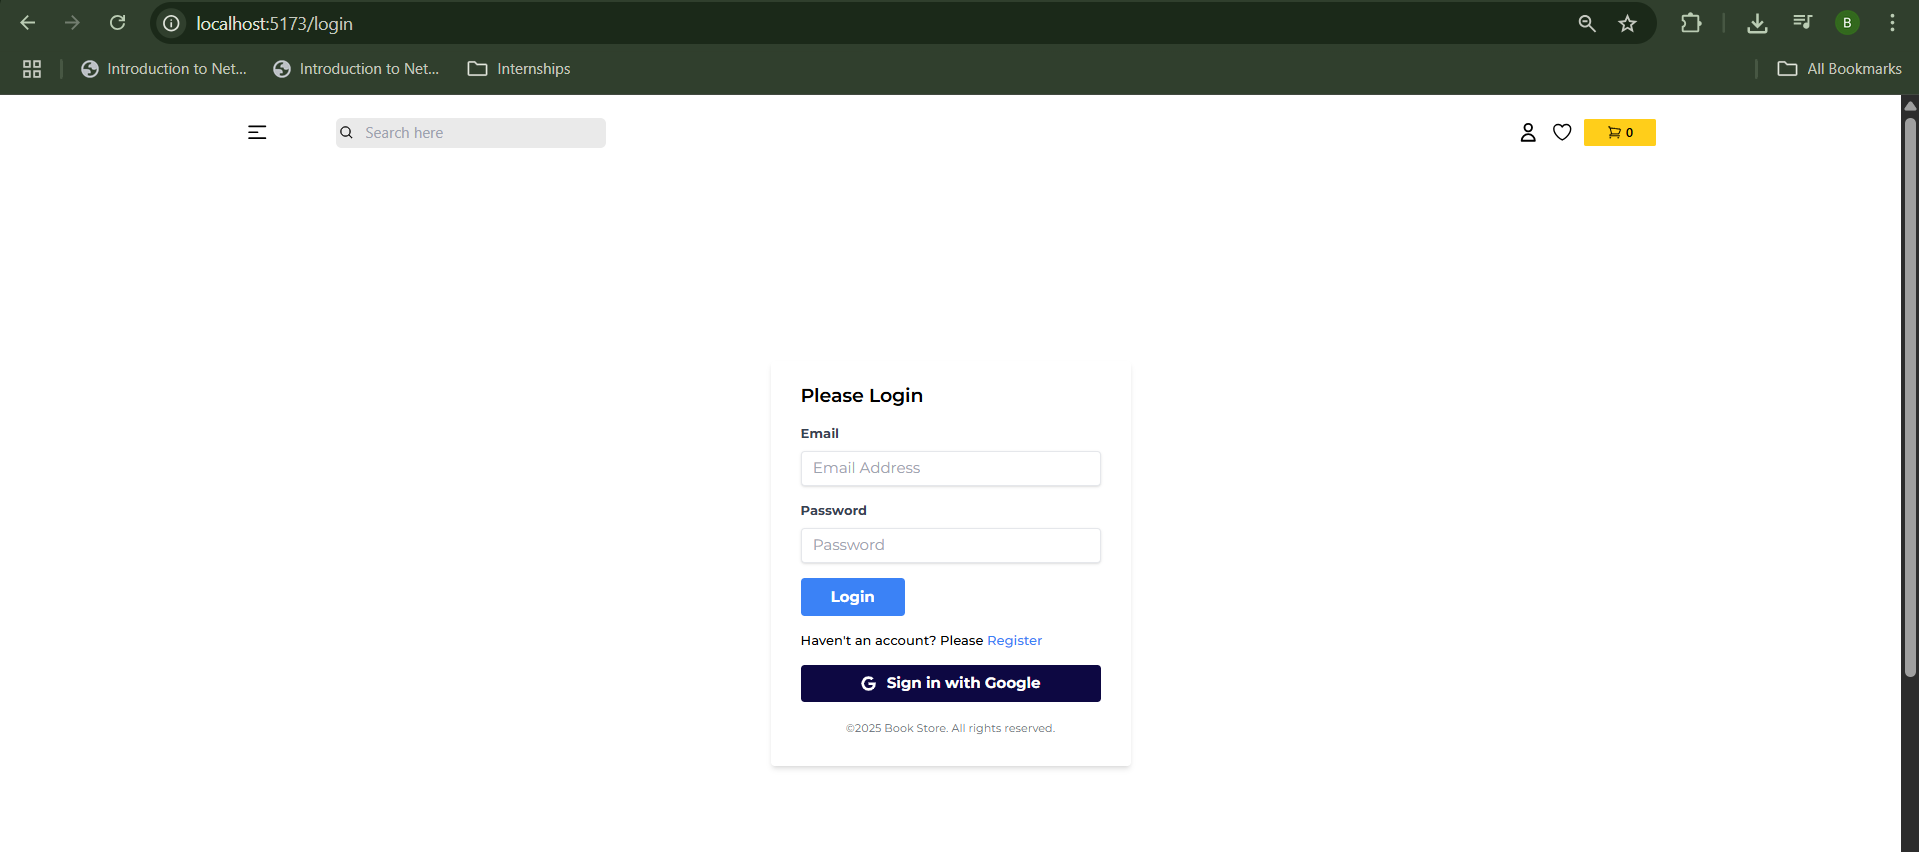 localhost:5173/login
B
Introduction to Net...
Introduction to Net...
Internships
All Bookmarks
Search here
0
Please Login
Email
Email Address
Password
Password
Login
Haven't an account? Please Register
G Sign in with Google
©2025 Book Store. All rights reserved.